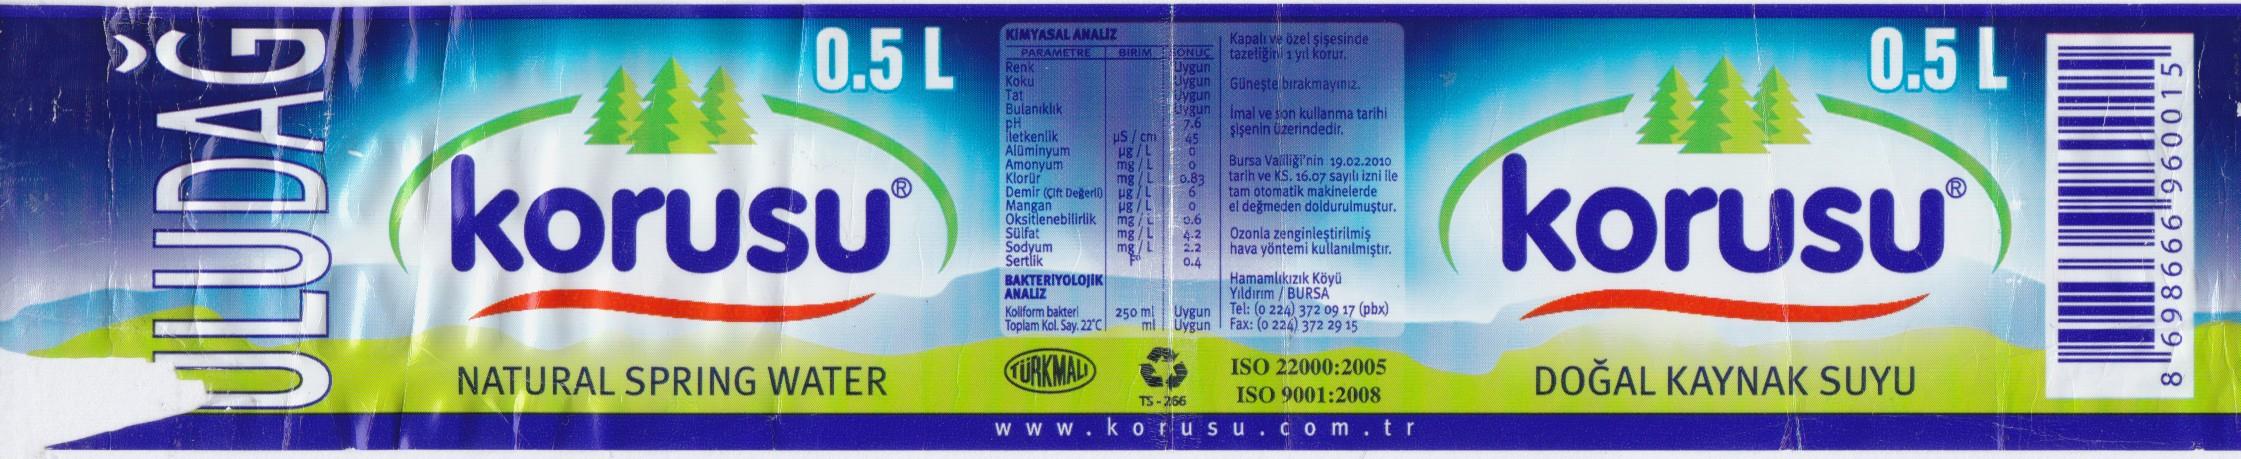 ULUDAĞ
0.5 L
korusu®
NATURAL SPRING WATER
KİMYASAL ANALİZ
PARAMETRE BİRİM SONUÇ
Renk Uygun
Koku Uygun
Tat Uygun
Bulanıklık Uygun
pH 7.6
İletkenlik µS / cm 45
Alüminyum µg / L 0
Amonyum mg / L 0
Klorür mg / L 0.83
Demir (Çift Değerli) µg / L 6
Mangan µg / L 0
Oksitlenebilirlik mg / L 0.6
Sülfat mg / L 4.2
Sodyum mg / L 2.2
Sertlik F° 0.4
BAKTERİYOLOJİK
ANALİZ
Koliform bakteri 250 ml Uygun
Toplam Kol. Say. 22°C ml Uygun
TÜRKMALI
TS - 266
Kapalı ve özel şişesinde
tazeliğini 1 yıl korur.
Güneşte bırakmayınız.
İmal ve son kullanma tarihi
şişenin üzerindedir.
Bursa Valiliği'nin 19.02.2010
tarih ve KS. 16.07 sayılı izni ile
tam otomatik makinelerde
el değmeden doldurulmuştur.
Ozonla zenginleştirilmiş
hava yöntemi kullanılmıştır.
Hamamlıkızık Köyü
Yıldırım / BURSA
Tel: (0 224) 372 09 17 (pbx)
Fax: (0 224) 372 29 15
ISO 22000:2005
ISO 9001:2008
www.korusu.com.tr
0.5 L
korusu®
DOĞAL KAYNAK SUYU
8 698666 960015